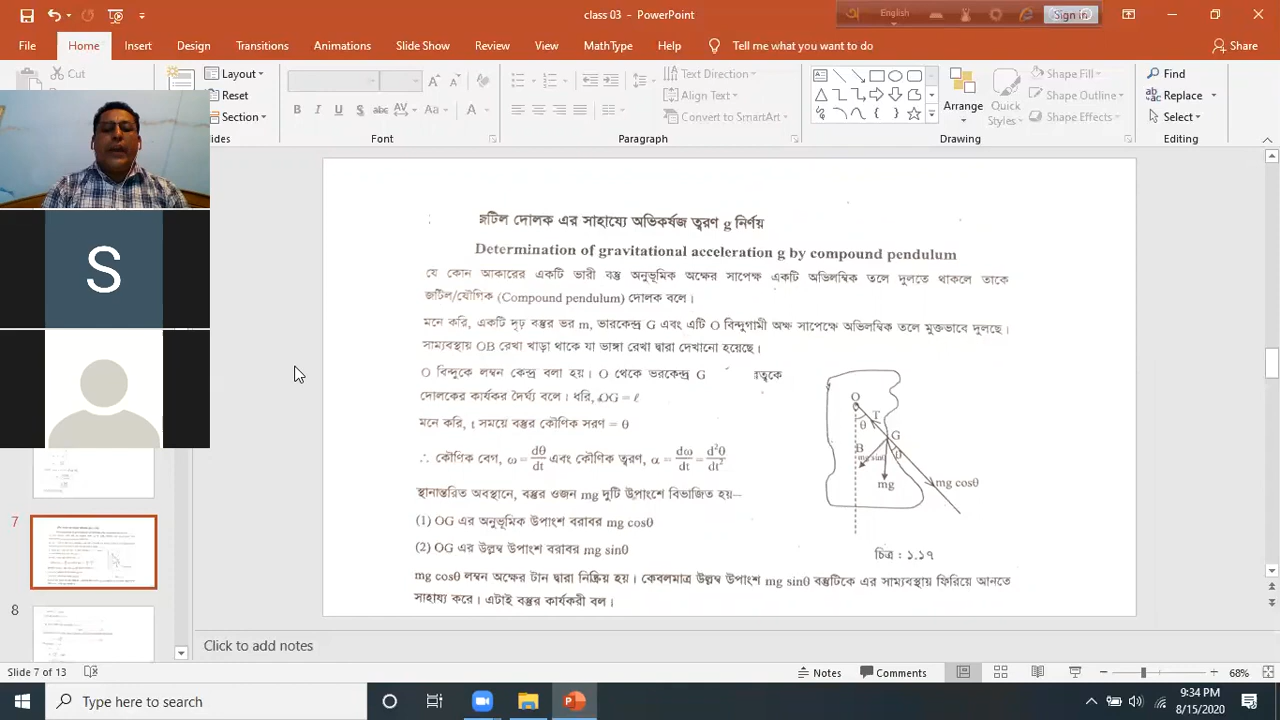 class 03 - PowerPoint
English
Sign in
File Home Insert Design Transitions Animations Slide Show Review View MathType Help Tell me what you want to do Share
Cut Layout Text Direction Shape Fill Find
Reset Align Text Arrange Quick Shape Outline Replace
Section Convert to SmartArt Styles Shape Effects Select
Font Paragraph Drawing Editing
S
জটিল দোলক এর সাহায্যে অভিকর্ষজ ত্বরণ g নির্ণয়
Determination of gravitational acceleration g by compound pendulum
যে কোন আকারের একটি ভারী বস্তু অনুভূমিক অক্ষের সাপেক্ষ একটি অভিলম্বিক তলে দুলতে থাকলে তাকে
জটিল/যৌগিক (Compound pendulum) দোলক বলে।
মনে করি, একটি দৃঢ় বস্তুর ভর m, ভারকেন্দ্র G এবং এটি O বিন্দুগামী অক্ষ সাপেক্ষে অভিলম্বিক তলে মুক্তভাবে দুলছে।
সাম্যবস্থায় OB রেখা খাড়া থাকে যা ভাঙ্গা রেখা দ্বারা দেখানো হয়েছে।
O বিন্দুকে লম্বন কেন্দ্র বলা হয়। O থেকে ভরকেন্দ্র G
দোলকের কার্যকর দৈর্ঘ্য বলে। ধরি, OG = ℓ
মনে করি, t সময়ে বস্তুর কৌণিক সরণ = θ
∴ কৌণিক বেগ, ω = dθ/dt এবং কৌণিক ত্বরণ, α = dω/dt = d²θ/dt²
স্থানান্তরিত অবস্থানে, বস্তুর ওজন mg দুটি উপাংশে বিভাজিত হয়–
(1) OG এর অনুভূমিক উপাংশ বরাবর mg cosθ
(2) OG এর উল্লম্ব উপাংশ বরাবর mg sinθ
mg cosθ টান দ্বারা নিষ্ক্রিয় হয়। কেবলমাত্র উল্লম্ব উপাংশ mg sinθ বস্তুটিকে এর সাম্যবস্থায় ফিরিয়ে আনতে
সাহায্য করে। এটাই বস্তুর কার্যকরী বল।
O
T
θ
G
B
mg sinθ
mg
mg cosθ
চিত্র : ১.১৭
7
8
Click to add notes
Slide 7 of 13 Notes Comments 68%
Type here to search
9:34 PM
8/15/2020